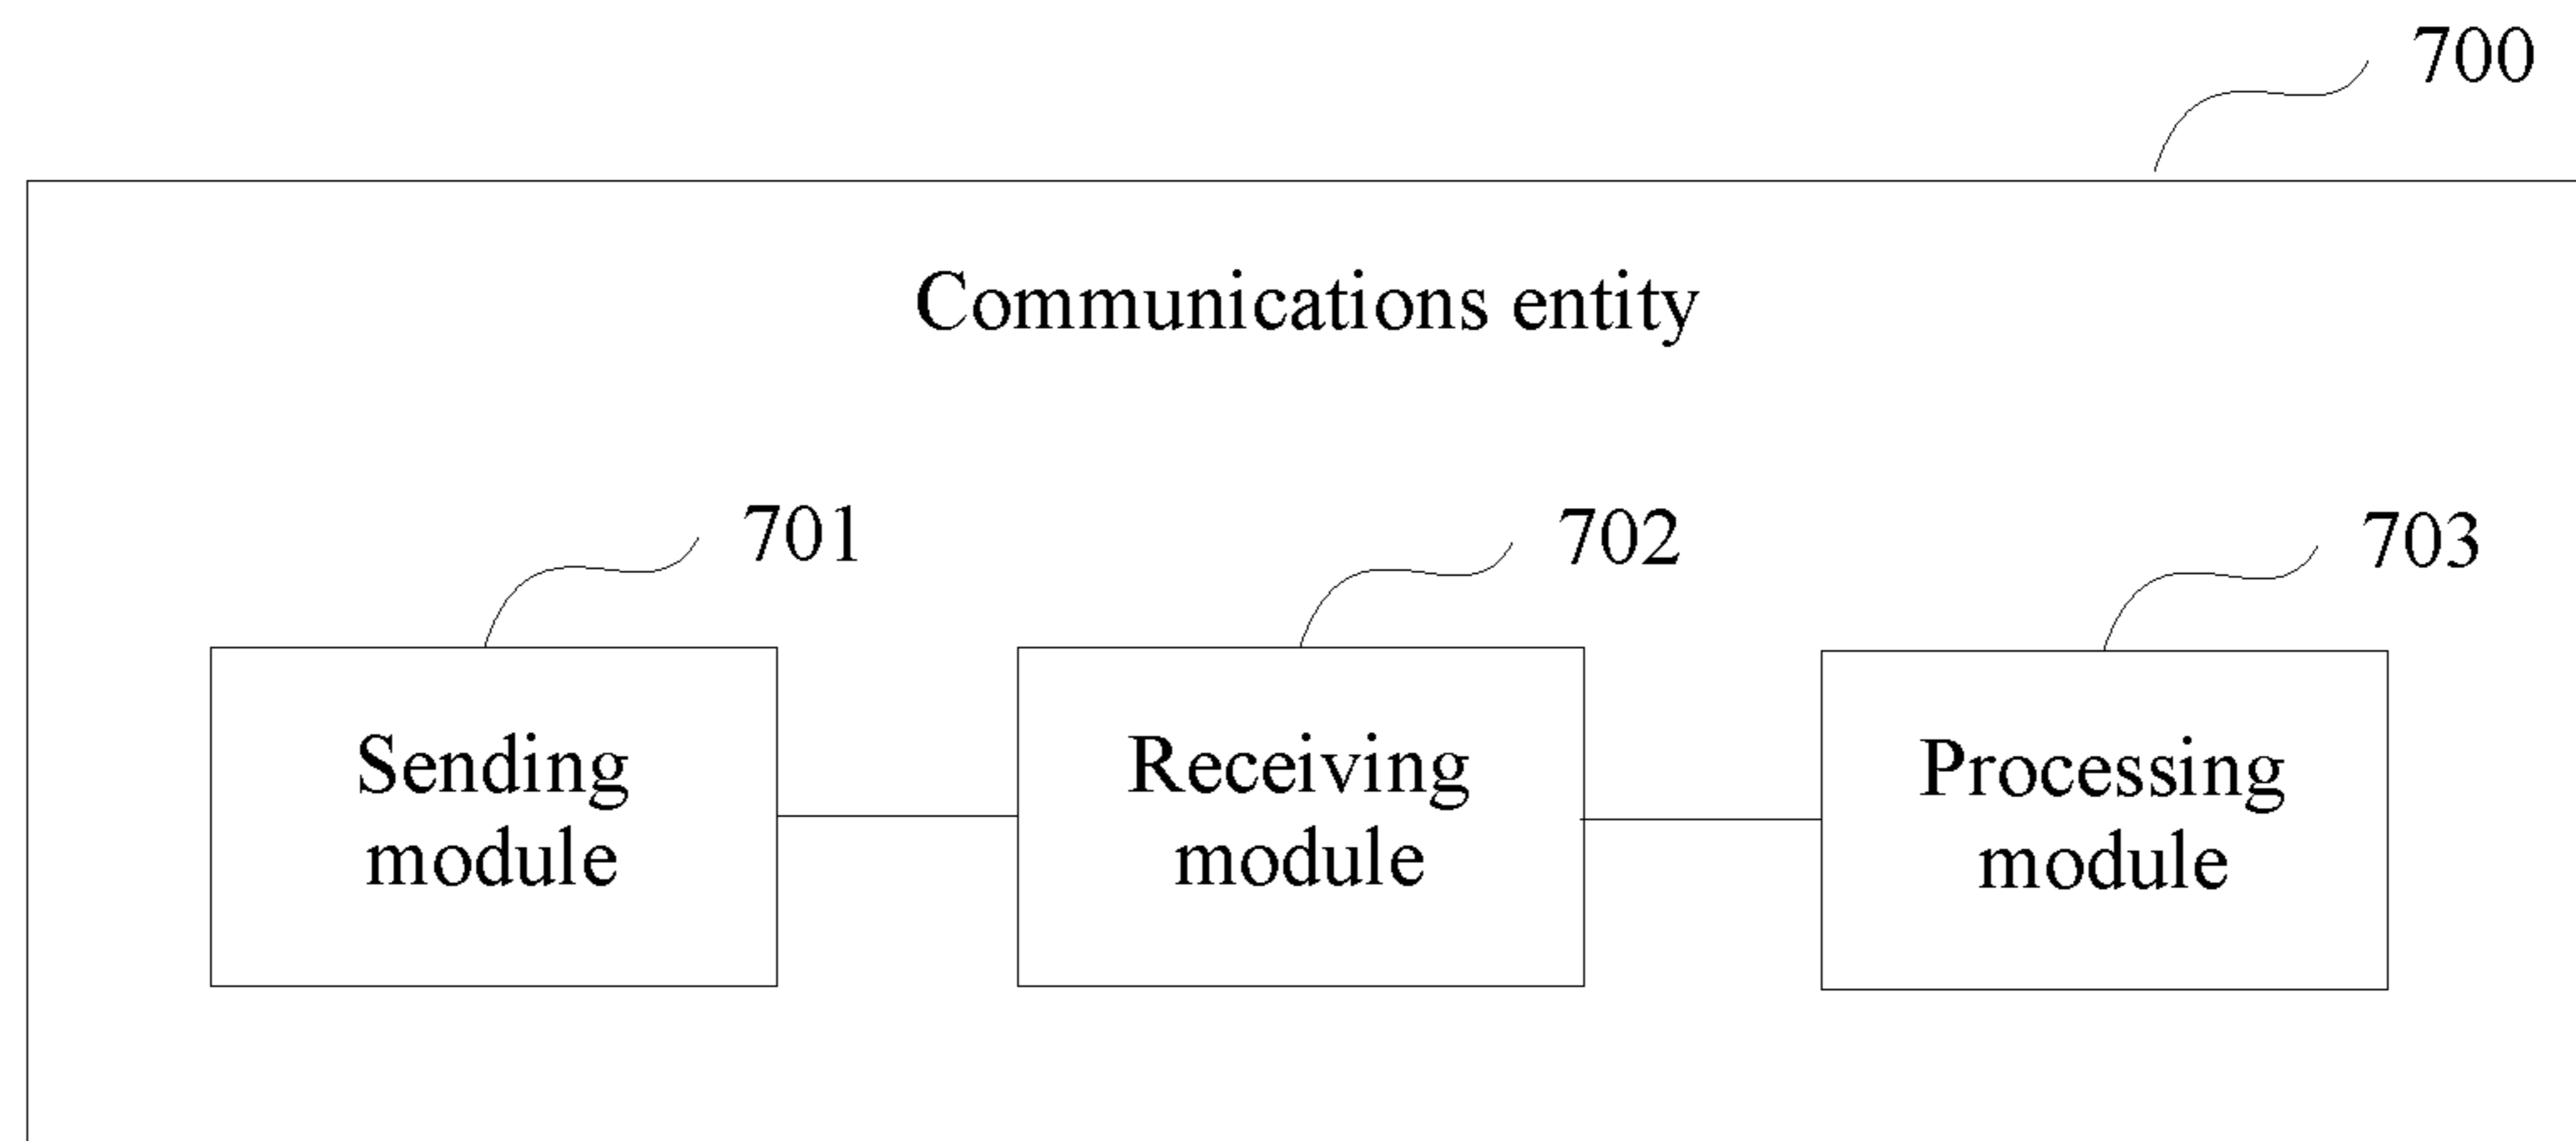 700
Communications entity
701
702
703
Sending
module
Receiving
module
Processing
module